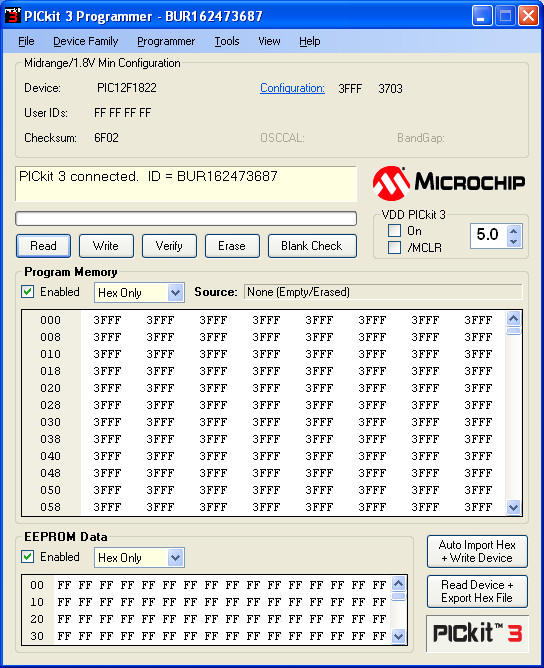 PICkit 3 Programmer - BUR162473687
File Device Family Programmer Tools View Help
Midrange/1.8V Min Configuration
Device: PIC12F1822 Configuration: 3FFF 3703
User IDs: FF FF FF FF
Checksum: 6F02 OSCCAL: BandGap:
PICkit 3 connected. ID = BUR162473687
MICROCHIP
VDD PICkit 3
On
/MCLR
5.0
Read Write Verify Erase Blank Check
Program Memory
Enabled Hex Only Source: None (Empty/Erased)
000 3FFF 3FFF 3FFF 3FFF 3FFF 3FFF 3FFF 3FFF
008 3FFF 3FFF 3FFF 3FFF 3FFF 3FFF 3FFF 3FFF
010 3FFF 3FFF 3FFF 3FFF 3FFF 3FFF 3FFF 3FFF
018 3FFF 3FFF 3FFF 3FFF 3FFF 3FFF 3FFF 3FFF
020 3FFF 3FFF 3FFF 3FFF 3FFF 3FFF 3FFF 3FFF
028 3FFF 3FFF 3FFF 3FFF 3FFF 3FFF 3FFF 3FFF
030 3FFF 3FFF 3FFF 3FFF 3FFF 3FFF 3FFF 3FFF
038 3FFF 3FFF 3FFF 3FFF 3FFF 3FFF 3FFF 3FFF
040 3FFF 3FFF 3FFF 3FFF 3FFF 3FFF 3FFF 3FFF
048 3FFF 3FFF 3FFF 3FFF 3FFF 3FFF 3FFF 3FFF
050 3FFF 3FFF 3FFF 3FFF 3FFF 3FFF 3FFF 3FFF
058 3FFF 3FFF 3FFF 3FFF 3FFF 3FFF 3FFF 3FFF
EEPROM Data
Enabled Hex Only
00 FF FF FF FF FF FF FF FF FF FF FF FF FF FF FF FF
10 FF FF FF FF FF FF FF FF FF FF FF FF FF FF FF FF
20 FF FF FF FF FF FF FF FF FF FF FF FF FF FF FF FF
30 FF FF FF FF FF FF FF FF FF FF FF FF FF FF FF FF
Auto Import Hex
+ Write Device
Read Device +
Export Hex File
PICkit™ 3